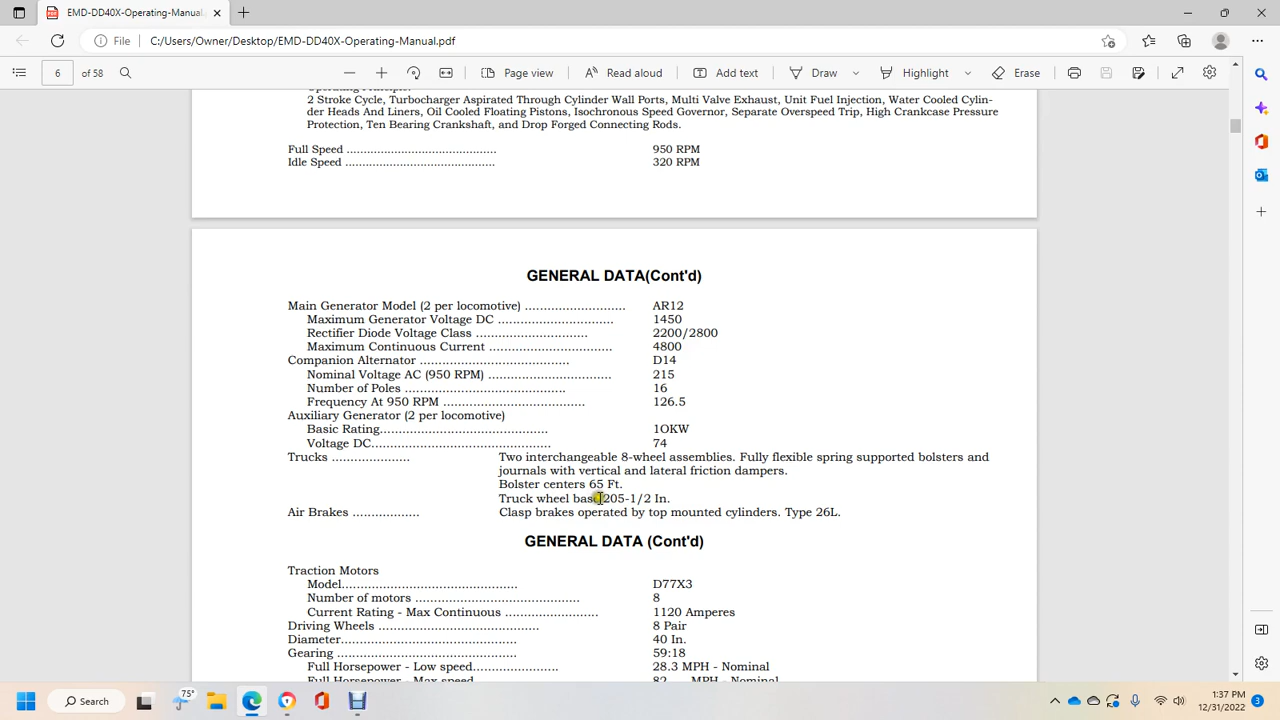 EMD-DD40X-Operating-Manual.pdf
File C:/Users/Owner/Desktop/EMD-DD40X-Operating-Manual.pdf
6 of 58 Page view Read aloud Add text Draw Highlight Erase
2 Stroke Cycle, Turbocharger Aspirated Through Cylinder Wall Ports, Multi Valve Exhaust, Unit Fuel Injection, Water Cooled Cylin-
der Heads And Liners, Oil Cooled Floating Pistons, Isochronous Speed Governor, Separate Overspeed Trip, High Crankcase Pressure
Protection, Ten Bearing Crankshaft, and Drop Forged Connecting Rods.
Full Speed ............................................. 950 RPM
Idle Speed ............................................. 320 RPM
GENERAL DATA(Cont'd)
Main Generator Model (2 per locomotive) ........................... AR12
Maximum Generator Voltage DC ................................... 1450
Rectifier Diode Voltage Class .................................. 2200/2800
Maximum Continuous Current ..................................... 4800
Companion Alternator ............................................. D14
Nominal Voltage AC (950 RPM) ..................................... 215
Number of Poles ................................................ 16
Frequency At 950 RPM ........................................... 126.5
Auxiliary Generator (2 per locomotive)
Basic Rating................................................... 1OKW
Voltage DC...................................................... 74
Trucks ..................... Two interchangeable 8-wheel assemblies. Fully flexible spring supported bolsters and
journals with vertical and lateral friction dampers.
Bolster centers 65 Ft.
Truck wheel base 205-1/2 In.
Air Brakes .................. Clasp brakes operated by top mounted cylinders. Type 26L.
GENERAL DATA (Cont'd)
Traction Motors
Model..................................................... D77X3
Number of motors .................................................. 8
Current Rating - Max Continuous ............................. 1120 Amperes
Driving Wheels ................................................ 8 Pair
Diameter..................................................... 40 In.
Gearing ....................................................... 59:18
Full Horsepower - Low speed.......................... 28.3 MPH - Nominal
Full Horsepower - Max speed 82 MPH - Nominal
Search 75° 1:37 PM
12/31/2022 3